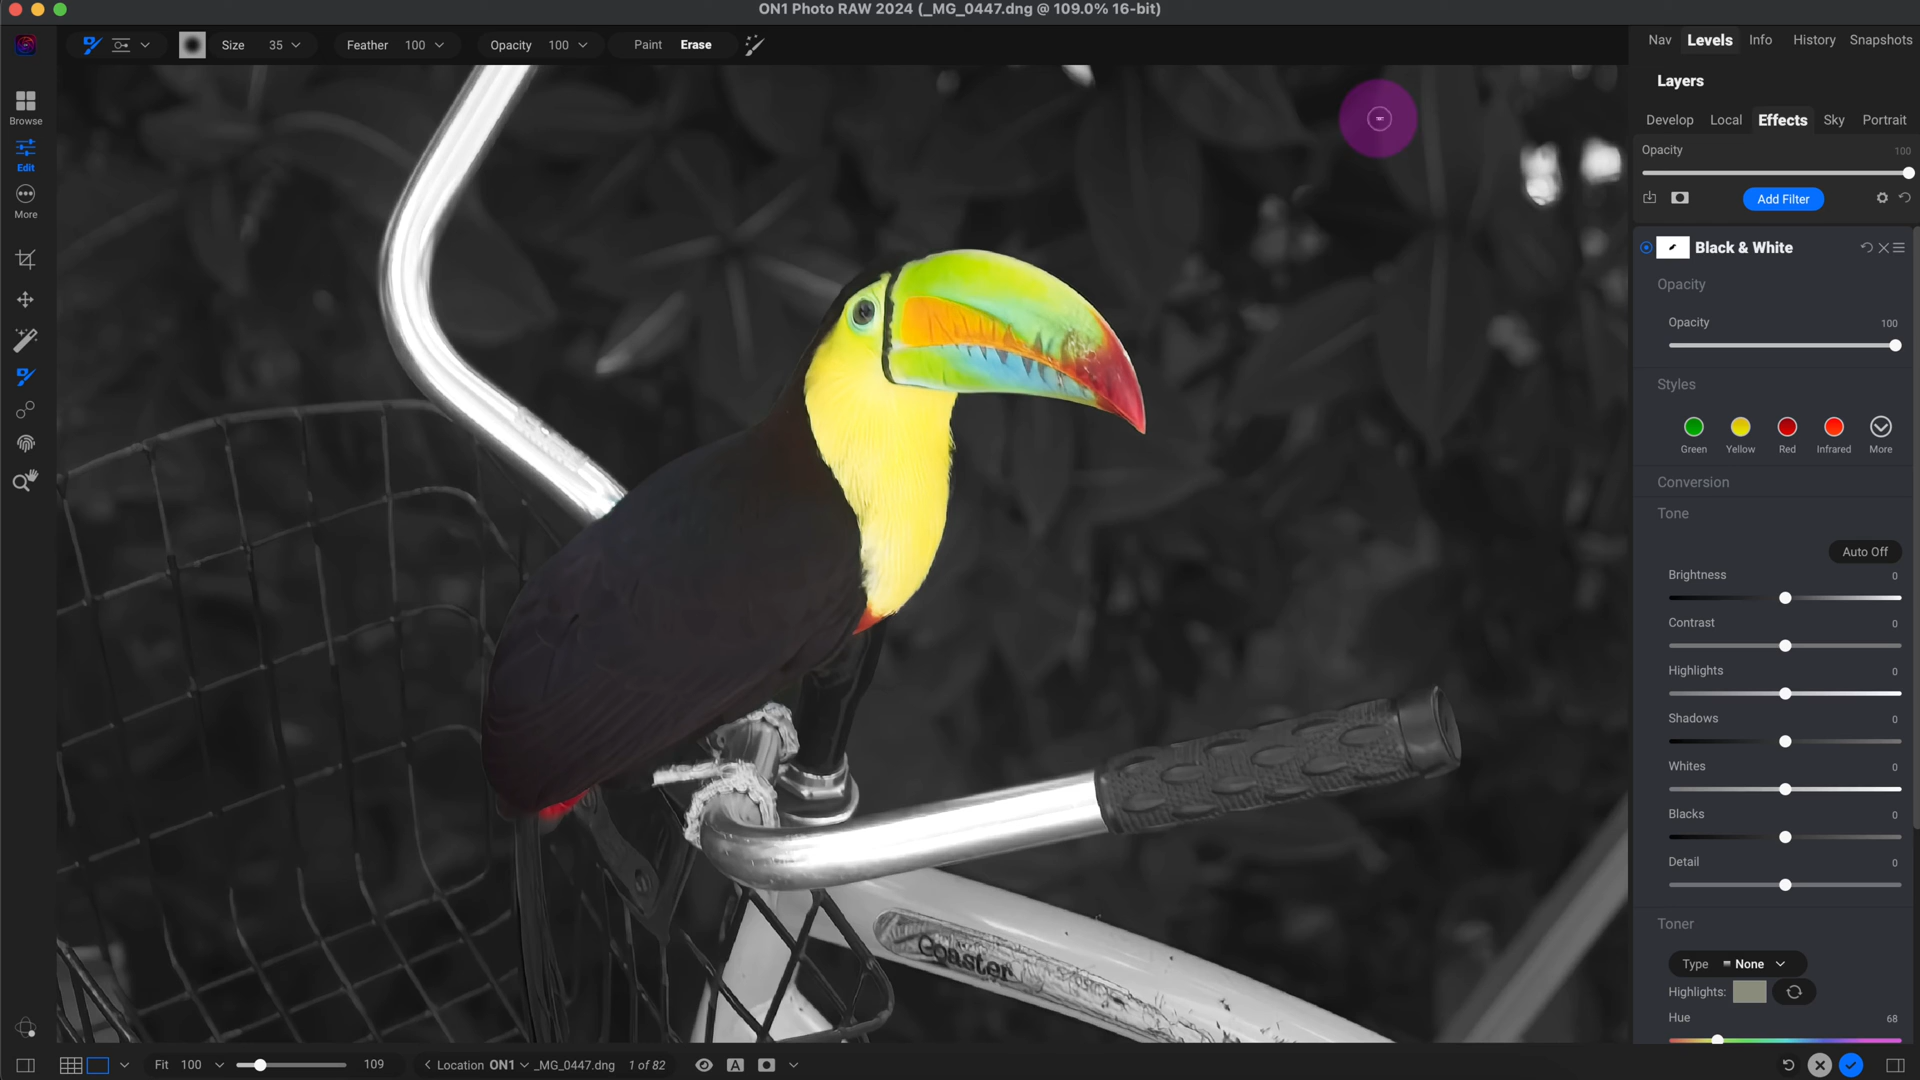 ON1 Photo RAW 2024 (_MG_0447.dng @ 109.0% 16-bit)
Size 35 Feather 100 Opacity 100 Paint Erase
Nav Levels Info History Snapshots
Layers
Develop Local Effects Sky Portrait
Opacity 100
Add Filter
Browse
Edit
More
Black & White
Opacity
Opacity 100
Styles
Green Yellow Red Infrared More
Conversion
Tone
Auto Off
Brightness 0
Contrast 0
Highlights 0
Shadows 0
Whites 0
Blacks 0
Detail 0
Toner
Type None
Highlights:
Hue 68
Coaster
Fit 100 109 Location ON1 _MG_0447.dng 1 of 82 A